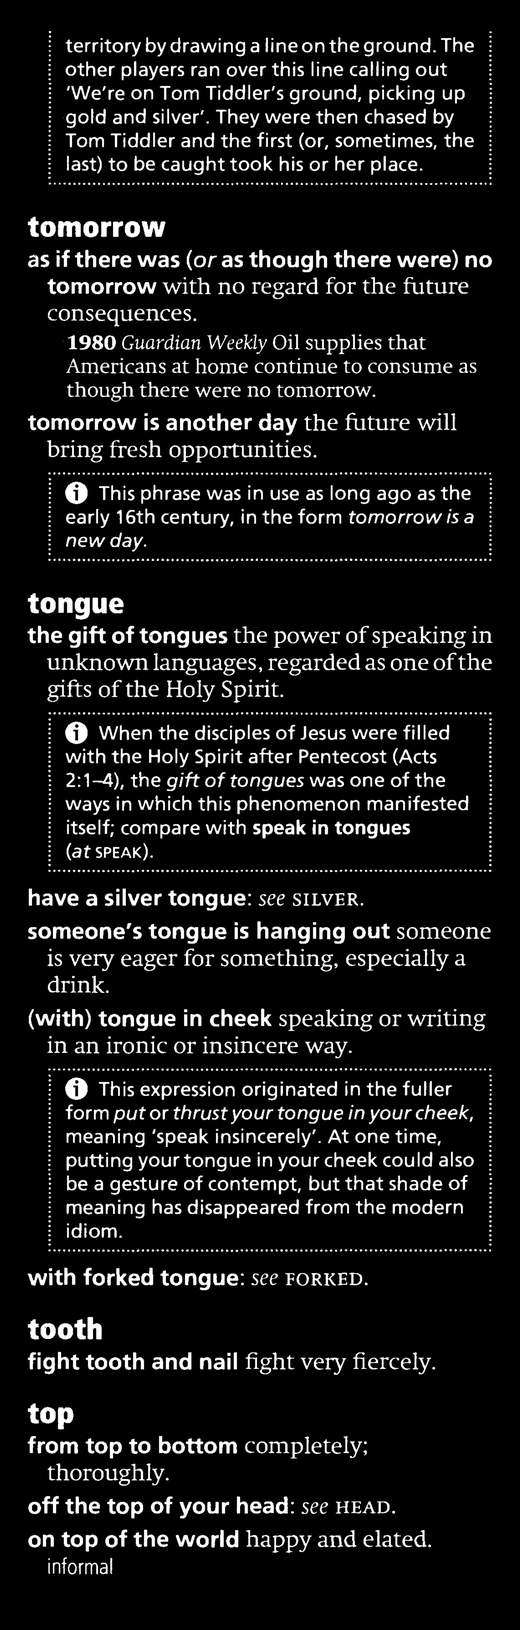 territory by drawing a line on the ground. The
other players ran over this line calling out
'We're on Tom Tiddler's ground, picking up
gold and silver'. They were then chased by
Tom Tiddler and the first (or, sometimes, the
last) to be caught took his or her place.
tomorrow
as if there was (or as though there were) no
tomorrow with no regard for the future
consequences.
1980 Guardian Weekly Oil supplies that
Americans at home continue to consume as
though there were no tomorrow.
tomorrow is another day the future will
bring fresh opportunities.
i This phrase was in use as long ago as the
early 16th century, in the form tomorrow is a
new day.
tongue
the gift of tongues the power of speaking in
unknown languages, regarded as one of the
gifts of the Holy Spirit.
i When the disciples of Jesus were filled
with the Holy Spirit after Pentecost (Acts
2:1–4), the gift of tongues was one of the
ways in which this phenomenon manifested
itself; compare with speak in tongues
(at SPEAK).
have a silver tongue: see SILVER.
someone's tongue is hanging out someone
is very eager for something, especially a
drink.
(with) tongue in cheek speaking or writing
in an ironic or insincere way.
i This expression originated in the fuller
form put or thrust your tongue in your cheek,
meaning 'speak insincerely'. At one time,
putting your tongue in your cheek could also
be a gesture of contempt, but that shade of
meaning has disappeared from the modern
idiom.
with forked tongue: see FORKED.
tooth
fight tooth and nail fight very fiercely.
top
from top to bottom completely;
thoroughly.
off the top of your head: see HEAD.
on top of the world happy and elated.
informal